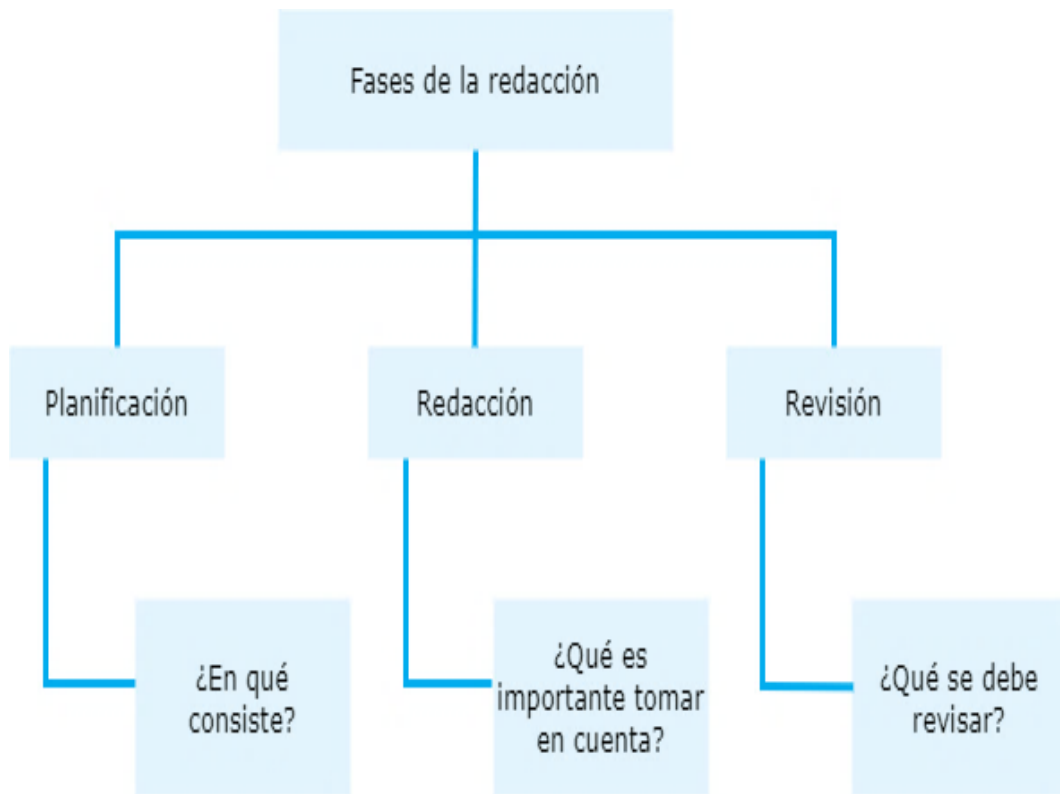 Fases de la redacción
Planificación
Redacción
Revisión
¿En qué
consiste?
¿Qué es
importante tomar
en cuenta?
¿Qué se debe
revisar?